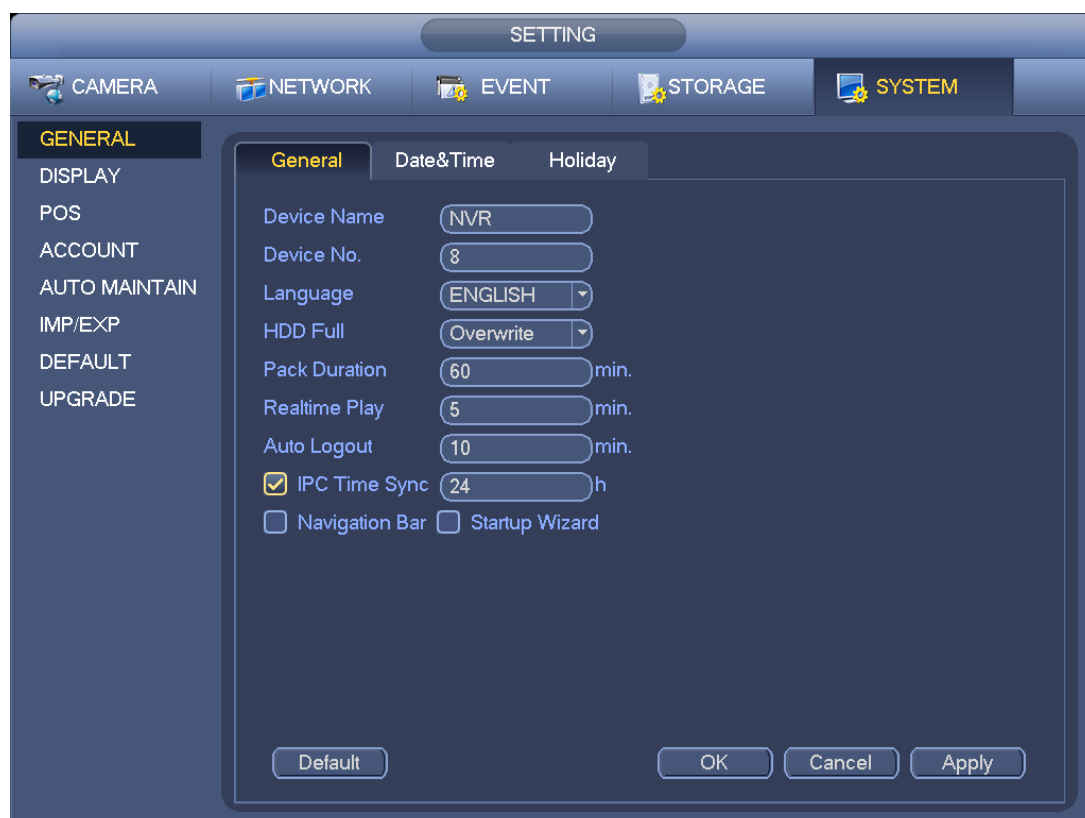 SETTING
CAMERA NETWORK EVENT STORAGE SYSTEM
GENERAL
DISPLAY
POS
ACCOUNT
AUTO MAINTAIN
IMP/EXP
DEFAULT
UPGRADE
General Date&Time Holiday
Device Name NVR
Device No. 8
Language ENGLISH
HDD Full Overwrite
Pack Duration 60 min.
Realtime Play 5 min.
Auto Logout 10 min.
IPC Time Sync 24 h
Navigation Bar Startup Wizard
Default OK Cancel Apply